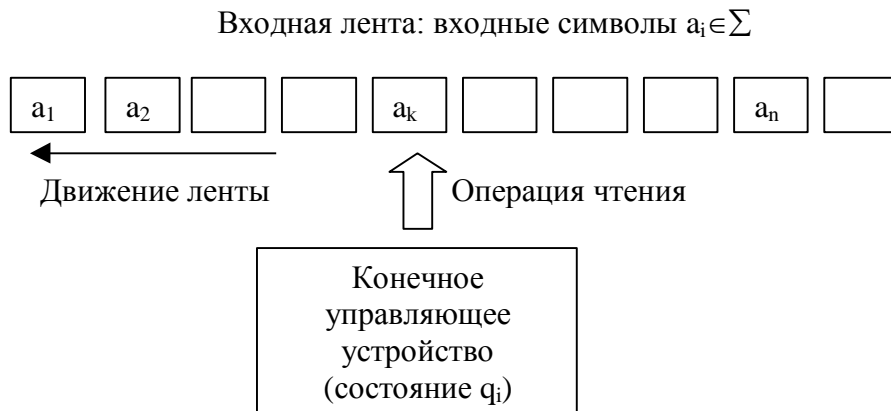 Входная лента: входные символы aᵢ∈∑
a₁ a₂ aₖ aₙ
Движение ленты
Операция чтения
Конечное
управляющее
устройство
(состояние qᵢ)